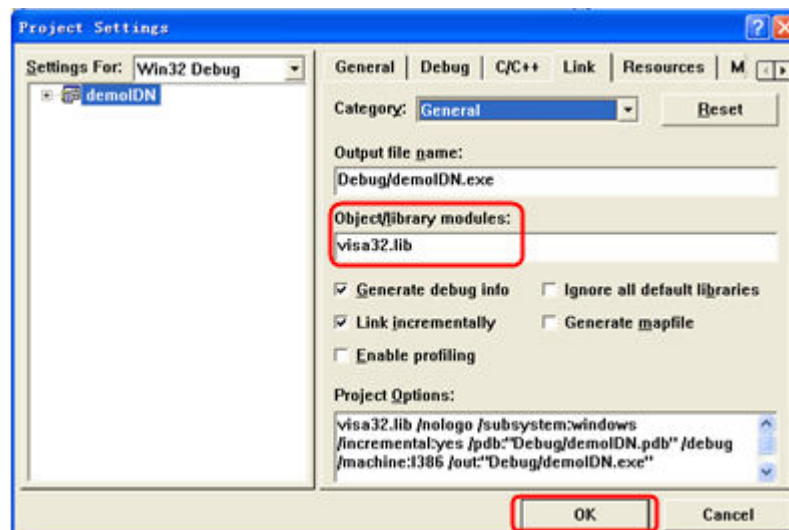 Project Settings
Settings For: Win32 Debug
demoIDN
General Debug C/C++ Link Resources M
Category: General Reset
Output file name:
Debug/demoIDN.exe
Object/library modules:
visa32.lib
Generate debug info Ignore all default libraries
Link incrementally Generate mapfile
Enable profiling
Project Options:
visa32.lib /nologo /subsystem:windows
/incremental:yes /pdb:"Debug/demoIDN.pdb" /debug
/machine:I386 /out:"Debug/demoIDN.exe"
OK Cancel